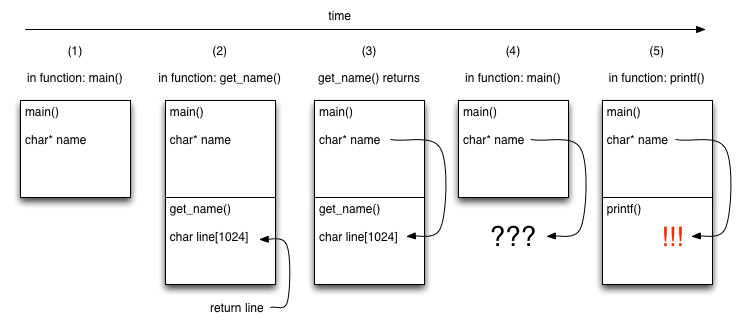 time
(1)
(2)
(3)
(4)
(5)
in function: main()
in function: get_name()
get_name() returns
in function: main()
in function: printf()
main()
char* name
main()
char* name
get_name()
char line[1024]
return line
main()
char* name
get_name()
char line[1024]
main()
char* name
???
main()
char* name
printf()
!!!